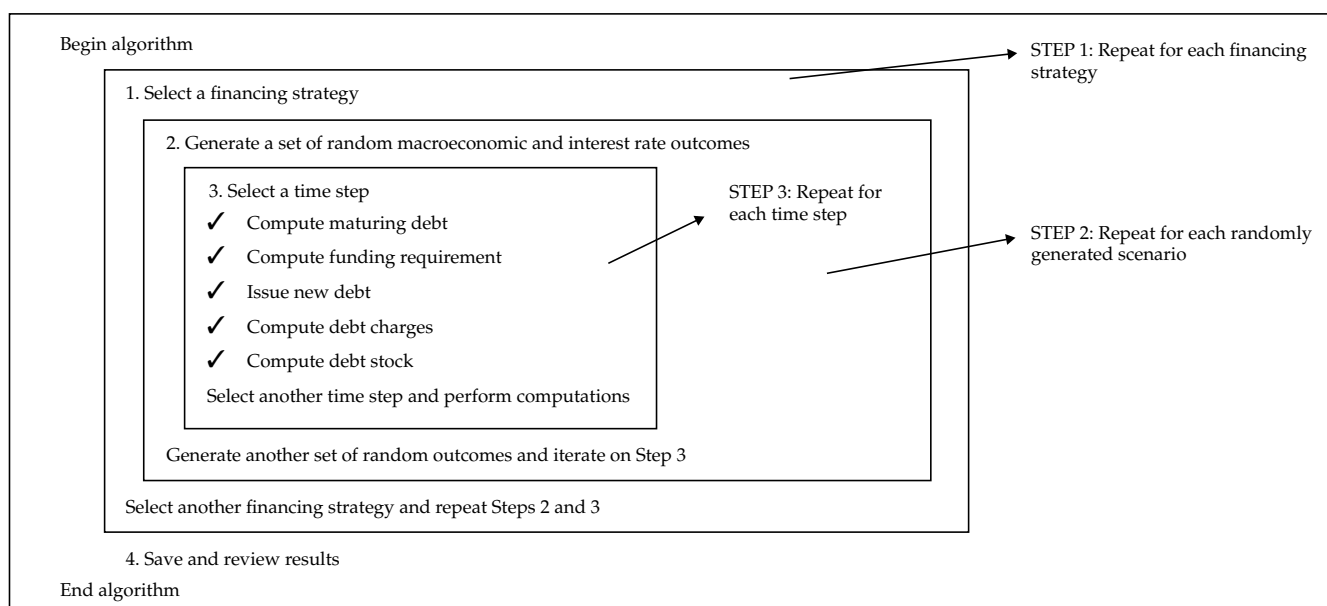 Begin algorithm
STEP 1: Repeat for each financing
strategy
1. Select a financing strategy
2. Generate a set of random macroeconomic and interest rate outcomes
3. Select a time step
✓ Compute maturing debt
✓ Compute funding requirement
✓ Issue new debt
✓ Compute debt charges
✓ Compute debt stock
Select another time step and perform computations
STEP 3: Repeat for
each time step
STEP 2: Repeat for each randomly
generated scenario
Generate another set of random outcomes and iterate on Step 3
Select another financing strategy and repeat Steps 2 and 3
4. Save and review results
End algorithm